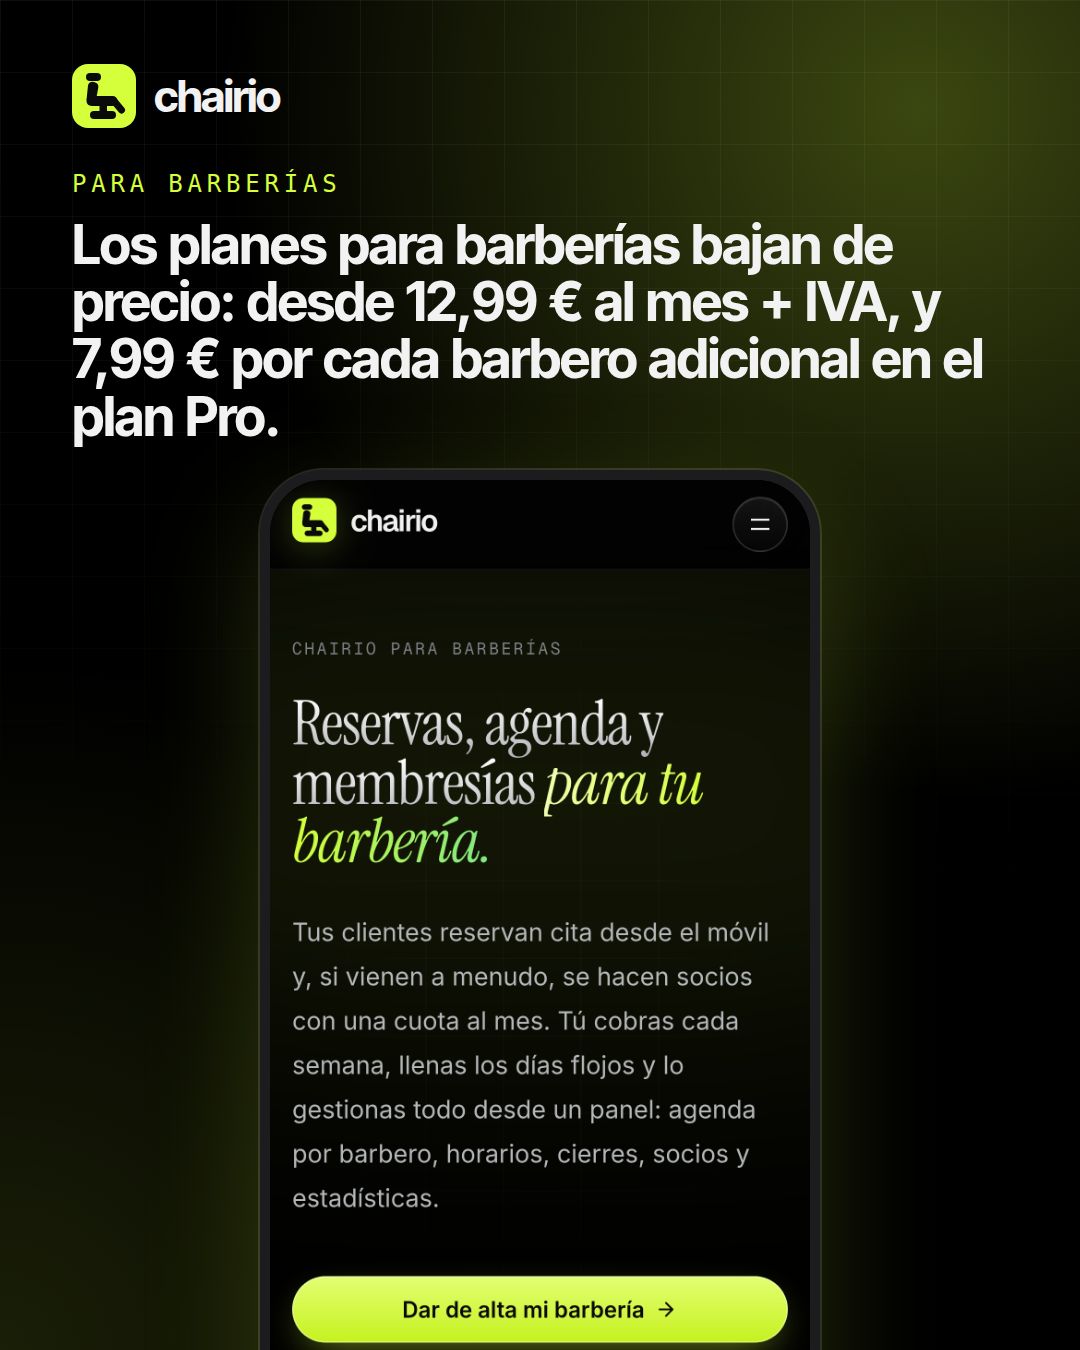 chairio
PARA BARBERÍAS
Los planes para barberías bajan de
precio: desde 12,99 € al mes + IVA, y
7,99 € por cada barbero adicional en el
plan Pro.
chairio
CHAIRIO PARA BARBERÍAS
Reservas, agenda y
membresías para tu
barbería.
Tus clientes reservan cita desde el móvil
y, si vienen a menudo, se hacen socios
con una cuota al mes. Tú cobras cada
semana, llenas los días flojos y lo
gestionas todo desde un panel: agenda
por barbero, horarios, cierres, socios y
estadísticas.
Dar de alta mi barbería →